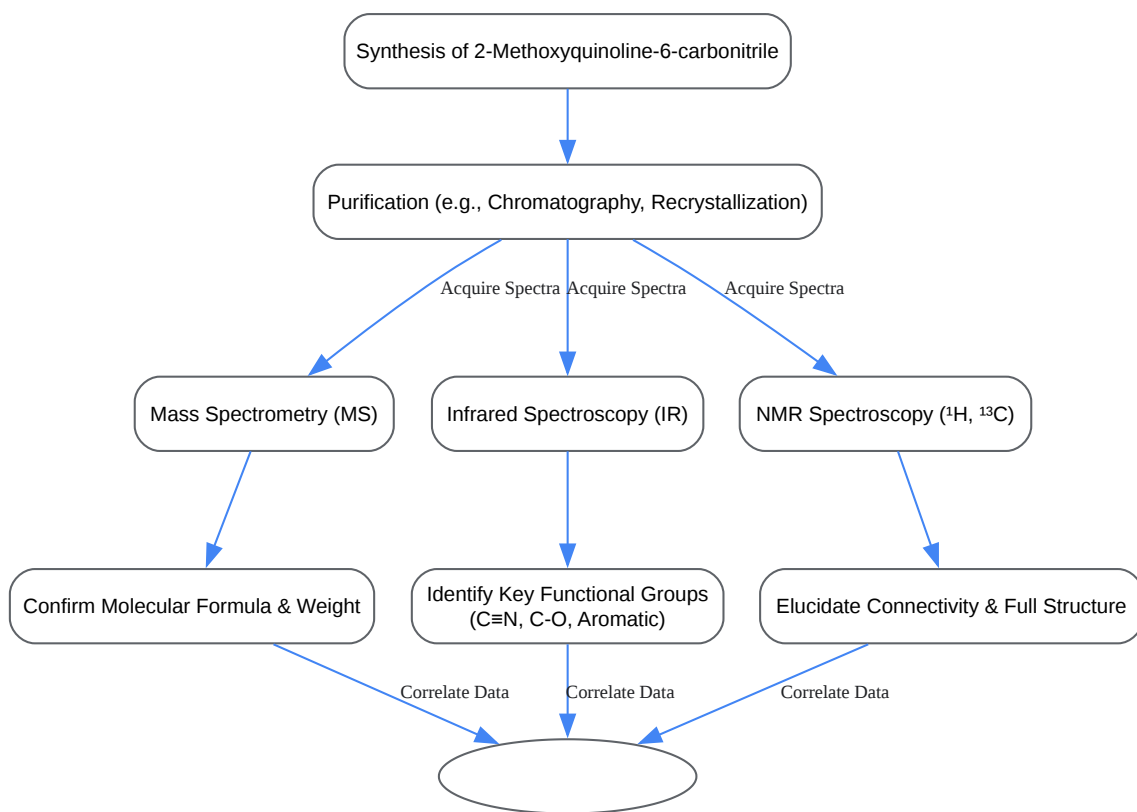 Synthesis of 2-Methoxyquinoline-6-carbonitrile
Purification (e.g., Chromatography, Recrystallization)
Acquire Spectra
Acquire Spectra
Acquire Spectra
Mass Spectrometry (MS)
Infrared Spectroscopy (IR)
NMR Spectroscopy (¹H, ¹³C)
Confirm Molecular Formula & Weight
Identify Key Functional Groups
(C≡N, C-O, Aromatic)
Elucidate Connectivity & Full Structure
Correlate Data
Correlate Data
Correlate Data